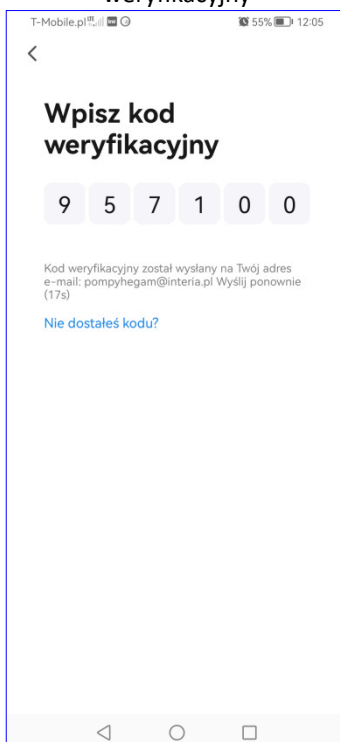 T-Mobile.pl 55% 12:05
Wpisz kod
weryfikacyjny
9 5 7 1 0 0
Kod weryfikacyjny został wysłany na Twój adres
e-mail: pompyhegam@interia.pl Wyślij ponownie
(17s)
Nie dostałeś kodu?